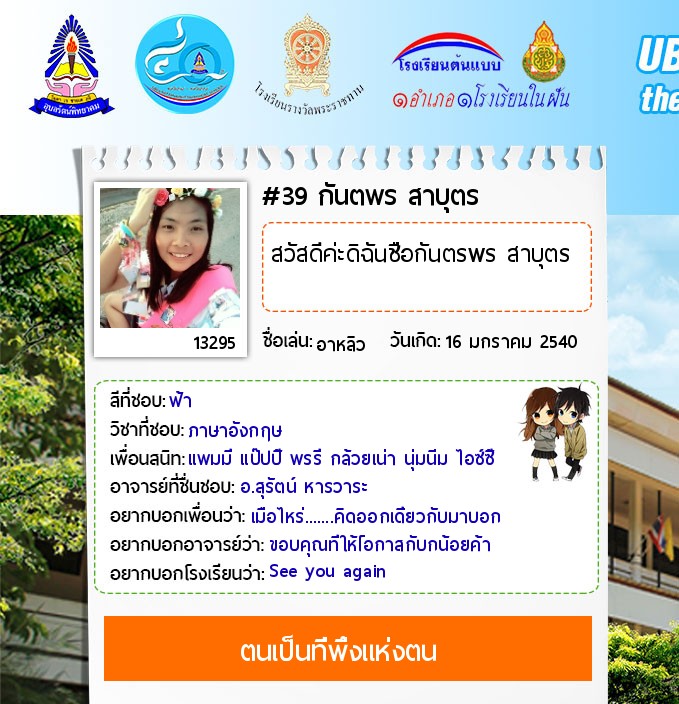 อุบลรัตน์พิทยาคม
โรงเรียนรางวัลพระราชทาน
โรงเรียนต้นแบบ
๑อำเภอ๑โรงเรียนในฝัน
UB
the
#39 กันตพร สาบุตร
สวัสดีค่ะดิฉันชื่อกันตรพร สาบุตร
13295
ชื่อเล่น: อาหลิว วันเกิด: 16 มกราคม 2540
สีที่ชอบ: ฟ้า
วิชาที่ชอบ: ภาษาอังกฤษ
เพื่อนสนิท: แพมมี่ แป๊ปปี้ พรรี่ กล้วยเน่า นุ่มนิ่ม ไอซ์ซี่
อาจารย์ที่ชื่นชอบ: อ.สุรัตน์ หารวาระ
อยากบอกเพื่อนว่า: เมื่อไหร่.......คิดออกเดี๋ยวกับมาบอก
อยากบอกอาจารย์ว่า: ขอบคุณที่ให้โอกาสกับกน้อยค้า
อยากบอกโรงเรียนว่า: See you again
ตนเป็นที่พึ่งแห่งตน